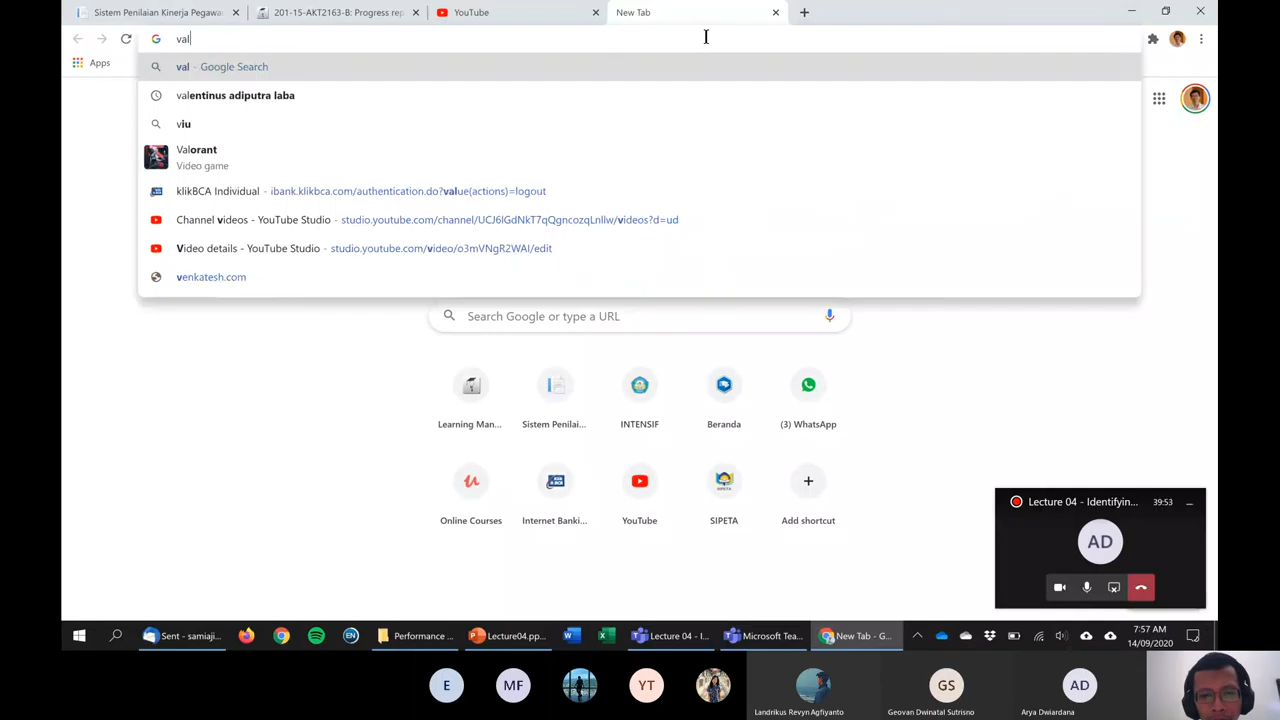 Sistem Penilaian Kinerja Pegawa
201-15-AKT2163-B: Progress rep
YouTube
New Tab
val
Apps
val - Google Search
valentinus adiputra laba
viu
Valorant
Video game
klikBCA Individual - ibank.klikbca.com/authentication.do?value(actions)=logout
Channel videos - YouTube Studio - studio.youtube.com/channel/UCJ6lGdNkT7qQgncozqLnllw/videos?d=ud
Video details - YouTube Studio - studio.youtube.com/video/o3mVNgR2WAI/edit
venkatesh.com
Search Google or type a URL
Learning Man...
Sistem Penilai...
INTENSIF
Beranda
(3) WhatsApp
Online Courses
Internet Banki...
YouTube
SIPETA
Add shortcut
Lecture 04 - Identifyin...
39:53
AD
Sent - samiaji...
EN
Performance ...
Lecture04.pp...
Lecture 04 - I...
Microsoft Tea...
New Tab - G...
7:57 AM
14/09/2020
E
MF
YT
GS
AD
Landrikus Revyn Agfiyanto
Geovan Dwinatal Sutrisno
Arya Dwiardana